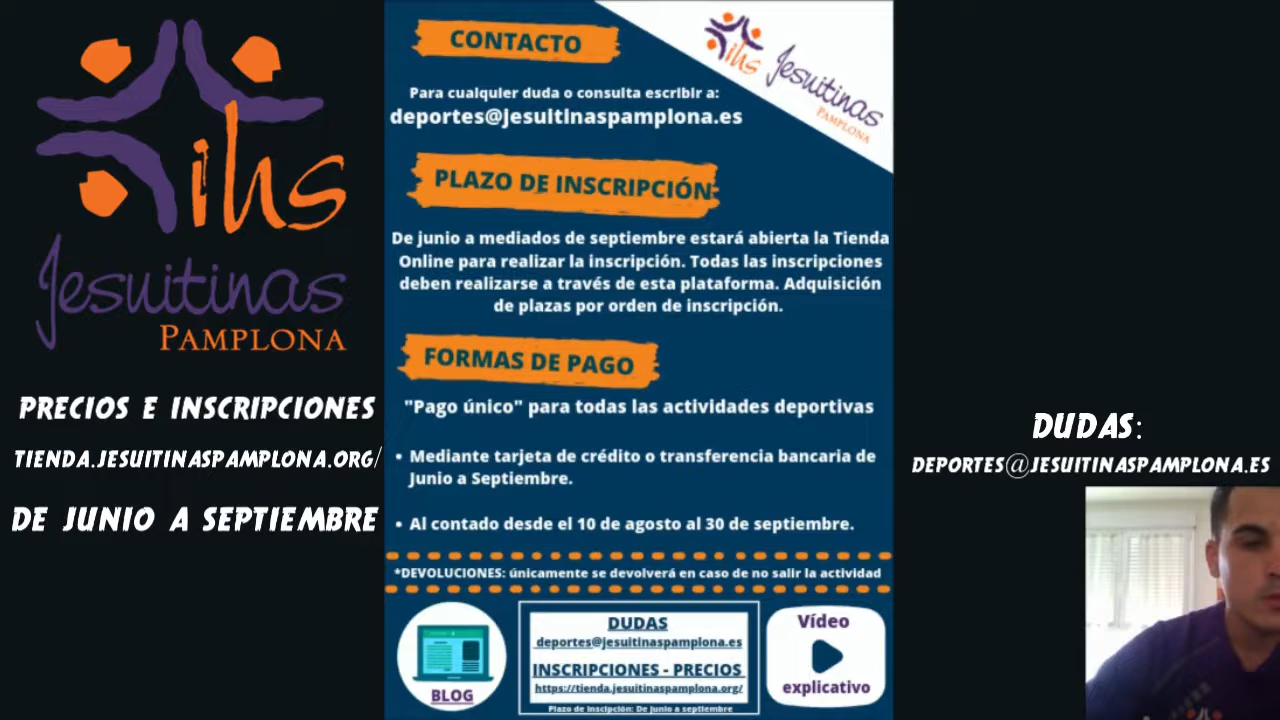 ihs
Jesuitinas
PAMPLONA
PRECIOS E INSCRIPCIONES
TIENDA.JESUITINASPAMPLONA.ORG/
DE JUNIO A SEPTIEMBRE
CONTACTO
ihs Jesuitinas
PAMPLONA
Para cualquier duda o consulta escribir a:
deportes@jesuitinaspamplona.es
PLAZO DE INSCRIPCIÓN
De junio a mediados de septiembre estará abierta la Tienda
Online para realizar la inscripción. Todas las inscripciones
deben realizarse a través de esta plataforma. Adquisición
de plazas por orden de inscripción.
FORMAS DE PAGO
"Pago único" para todas las actividades deportivas
• Mediante tarjeta de crédito o transferencia bancaria de
Junio a Septiembre.
• Al contado desde el 10 de agosto al 30 de septiembre.
*DEVOLUCIONES: únicamente se devolverá en caso de no salir la actividad
BLOG
DUDAS
deportes@jesuitinaspamplona.es
INSCRIPCIONES - PRECIOS
https://tienda.jesuitinaspamplona.org/
Plazo de Inscipción: De junio a septiembre
Vídeo
explicativo
DUDAS:
DEPORTES@JESUITINASPAMPLONA.ES